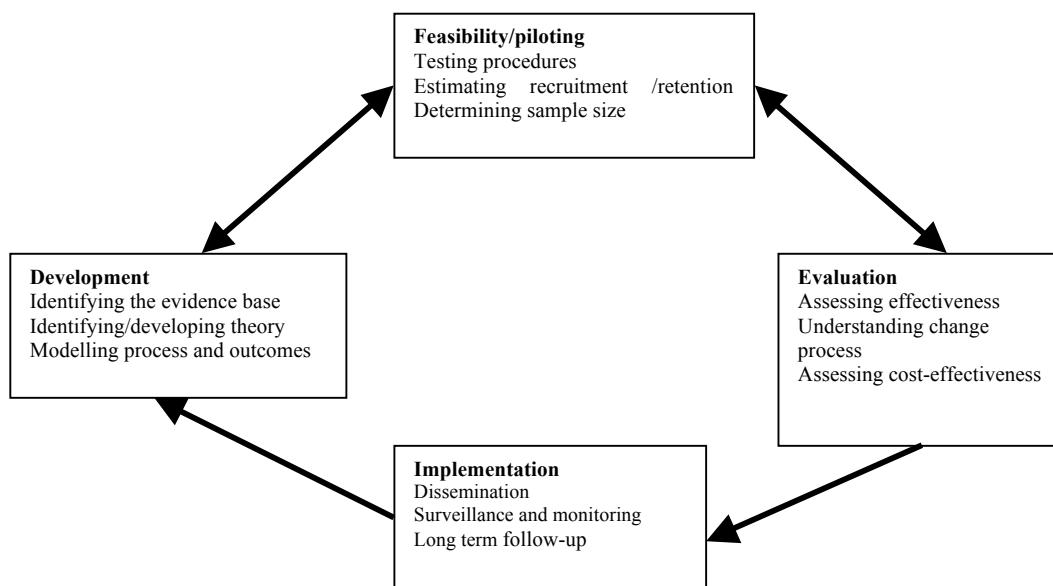 Feasibility/piloting
Testing procedures
Estimating recruitment /retention
Determining sample size
Development
Identifying the evidence base
Identifying/developing theory
Modelling process and outcomes
Evaluation
Assessing effectiveness
Understanding change
process
Assessing cost-effectiveness
Implementation
Dissemination
Surveillance and monitoring
Long term follow-up